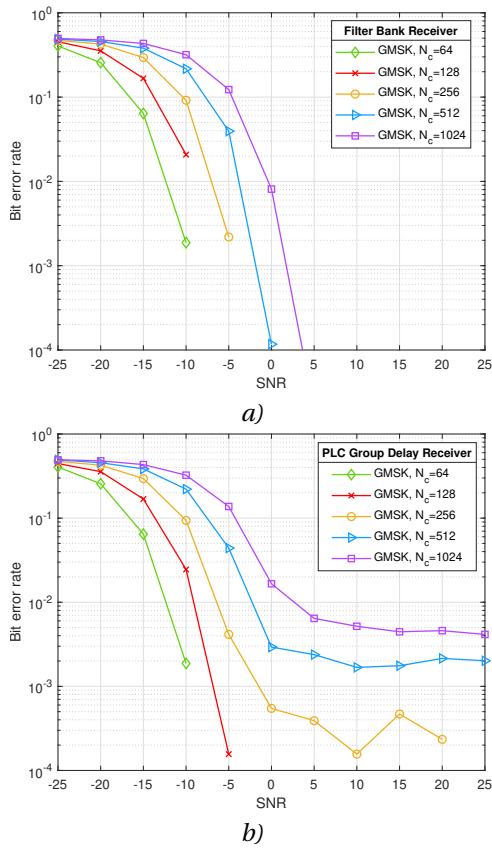 Bit error rate
10^0
10^-1
10^-2
10^-3
10^-4
-25 -20 -15 -10 -5 0 5 10 15 20 25
SNR
Filter Bank Receiver
GMSK, N_c=64
GMSK, N_c=128
GMSK, N_c=256
GMSK, N_c=512
GMSK, N_c=1024
a)
Bit error rate
10^0
10^-1
10^-2
10^-3
10^-4
-25 -20 -15 -10 -5 0 5 10 15 20 25
SNR
PLC Group Delay Receiver
GMSK, N_c=64
GMSK, N_c=128
GMSK, N_c=256
GMSK, N_c=512
GMSK, N_c=1024
b)